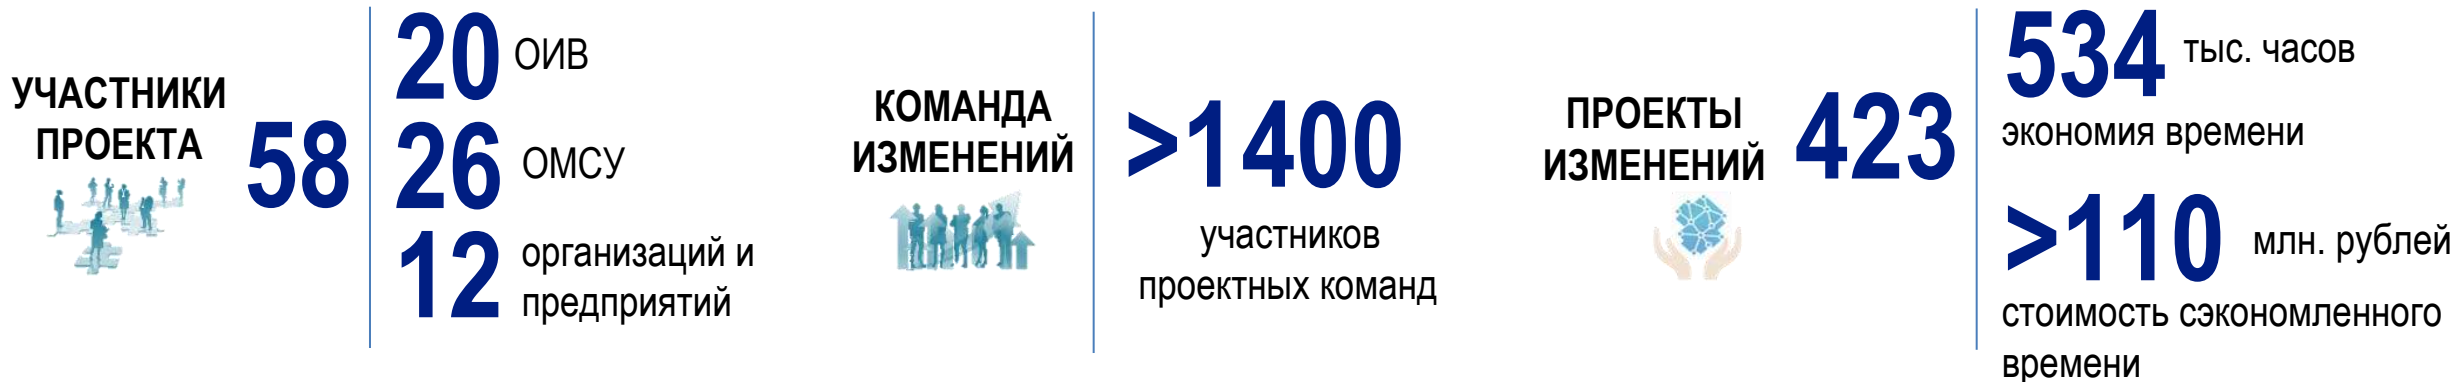 УЧАСТНИКИ
ПРОЕКТА
58
20 ОИВ
26 ОМСУ
12 организаций и
предприятий
КОМАНДА
ИЗМЕНЕНИЙ
>1400
участников
проектных команд
ПРОЕКТЫ
ИЗМЕНЕНИЙ
423
534 тыс. часов
экономия времени
>110 млн. рублей
стоимость сэкономленного
времени